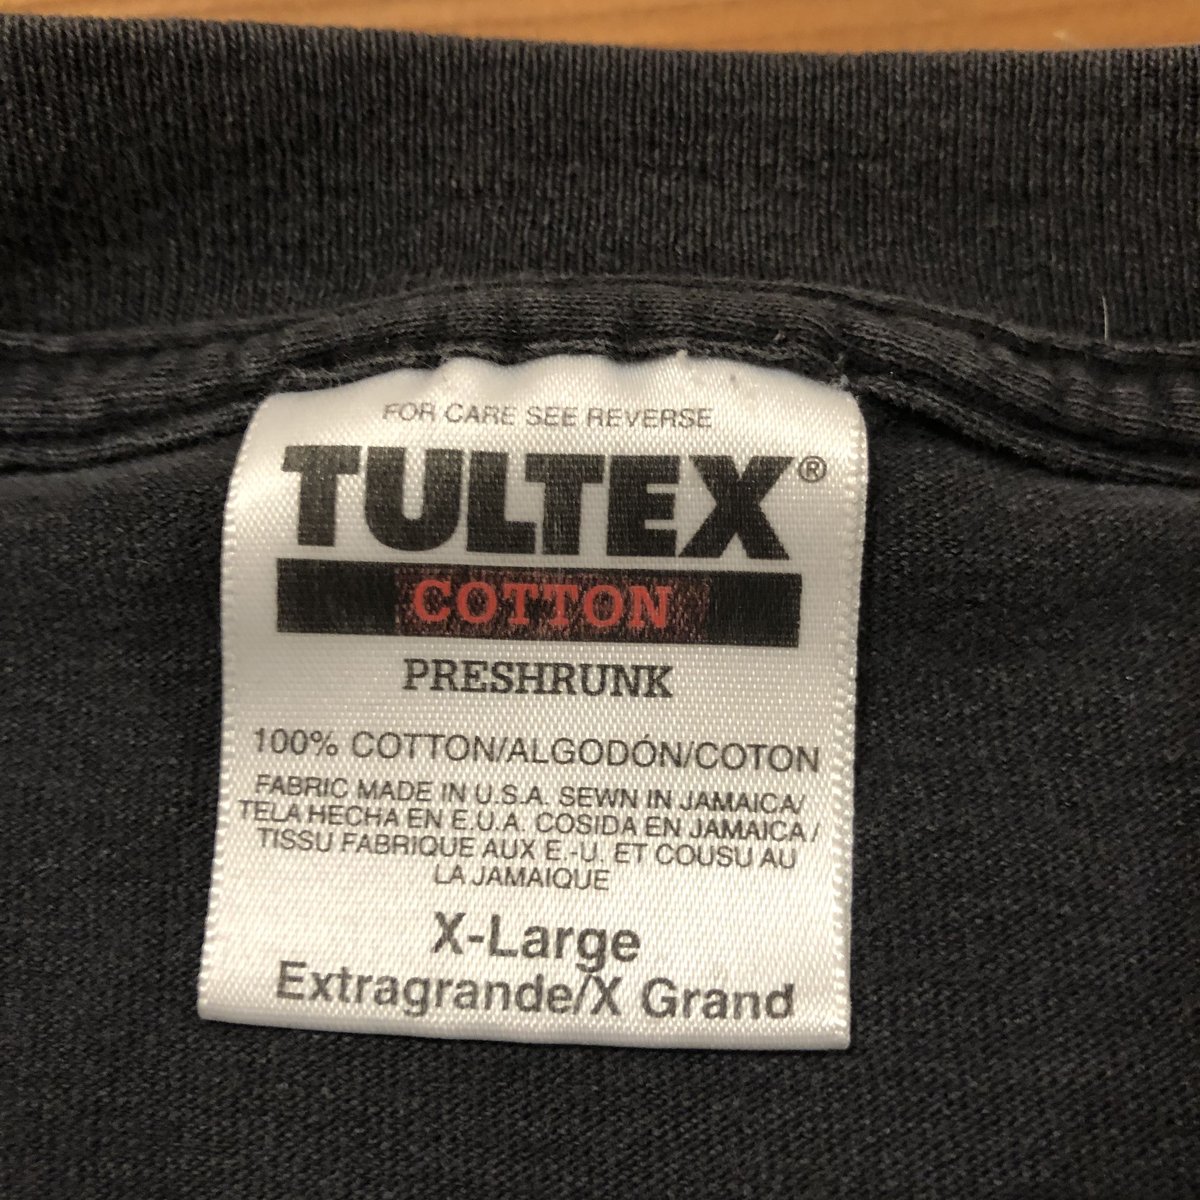 FOR CARE SEE REVERSE
TULTEX®
COTTON
PRESHRUNK
100% COTTON/ALGODÓN/COTON
FABRIC MADE IN U.S.A. SEWN IN JAMAICA/
TELA HECHA EN E.U.A. COSIDA EN JAMAICA/
TISSU FABRIQUE AUX E.-U. ET COUSU AU
LA JAMAIQUE
X-Large
Extragrande/X Grand